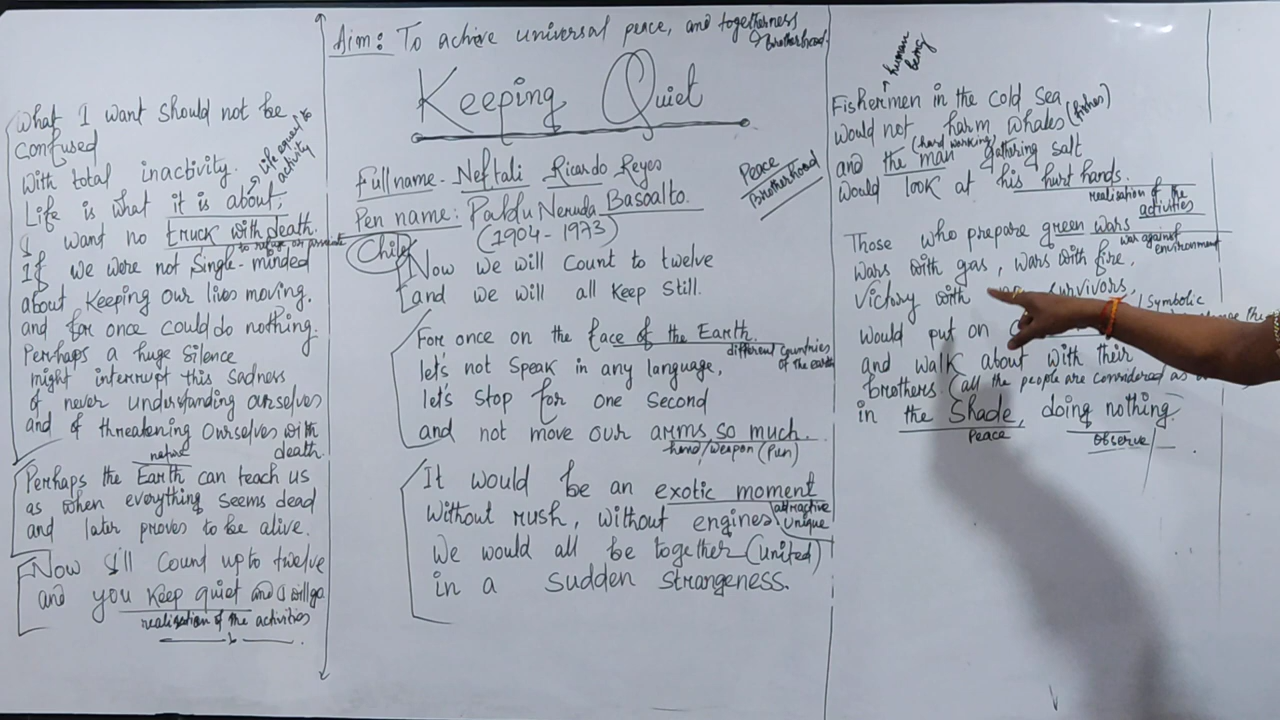 Aim: To achieve universal peace, and togetherness
brotherhood
Keeping Quiet
Full name - Neftali Ricardo Reyes
Basoalto.
Pen name: Pablu Neruda
(1904-1973)
Chile
Peace
Brotherhood
Now we will count to twelve
and we will all keep still.
For once on the face of the Earth.
different countries
of the earth
let's not speak in any language,
let's stop for one second
and not move our arms so much.
hand/weapon (Pun)
It would be an exotic moment
attractive
unique
without rush, without engines
We would all be together (united)
in a sudden strangeness.
human
being
Fishermen in the cold sea
would not harm whales (fishes)
(hard working)
and the man gathering salt
would look at his hurt hands.
realisation of the
activities
Those who prepare green wars
war against
environment
wars with gas, wars with fire,
Victory with survivors,
Symbolic
would put on
and walk about with their
brothers. (all the people are considered as
in the Shade, doing nothing.
Peace
observe
What I want should not be
confused
with total inactivity.
Life equal to
activity
Life is what it is about;
I want no truck with death.
to refuse or associate
If we were not single-minded
about keeping our lives moving.
and for once could do nothing.
Perhaps a huge silence
might interrupt this sadness
of never understanding ourselves
and of threatening ourselves with
death.
nature
Perhaps the Earth can teach us
as when everything seems dead
and later proves to be alive.
Now I'll count upto twelve
and you keep quiet and I will go
realisation of the activities